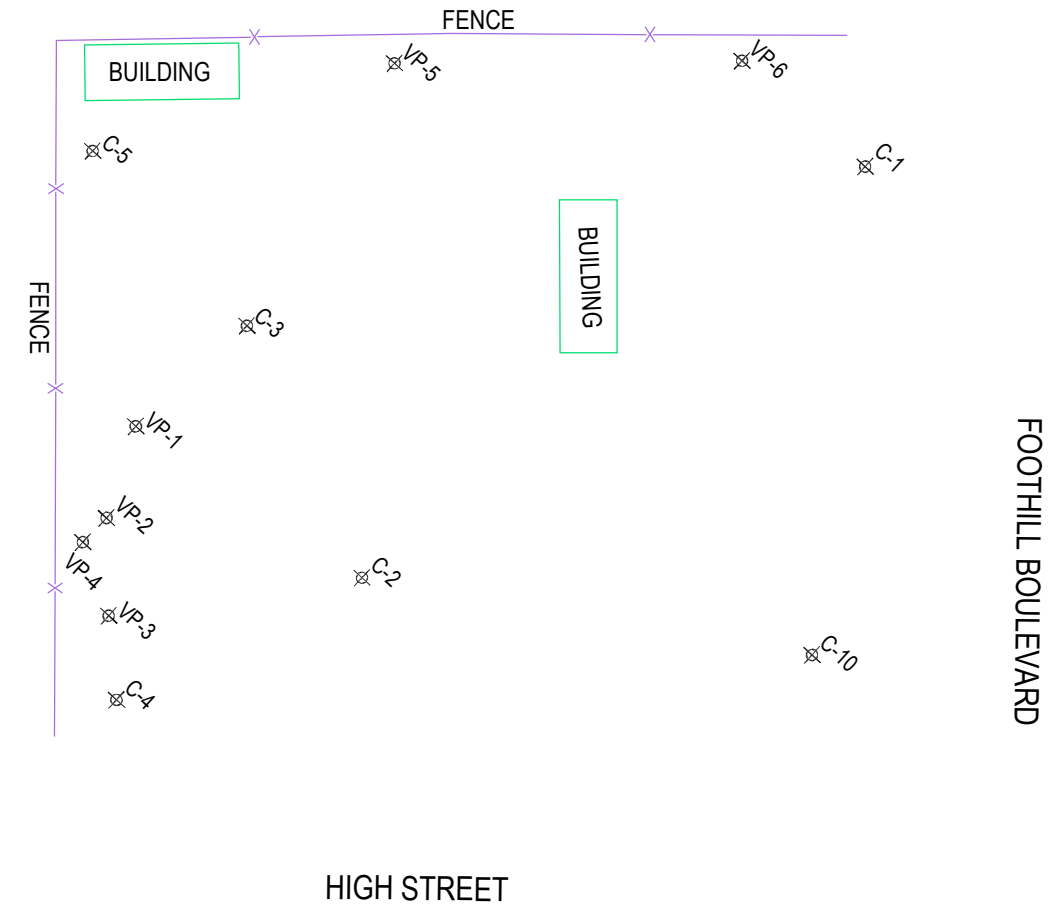 FENCE
BUILDING
VP-5
VP-6
C-5
C-1
BUILDING
FENCE
C-3
VP-1
VP-2
VP-4
C-2
VP-3
C-10
C-4
FOOTHILL BOULEVARD
HIGH STREET